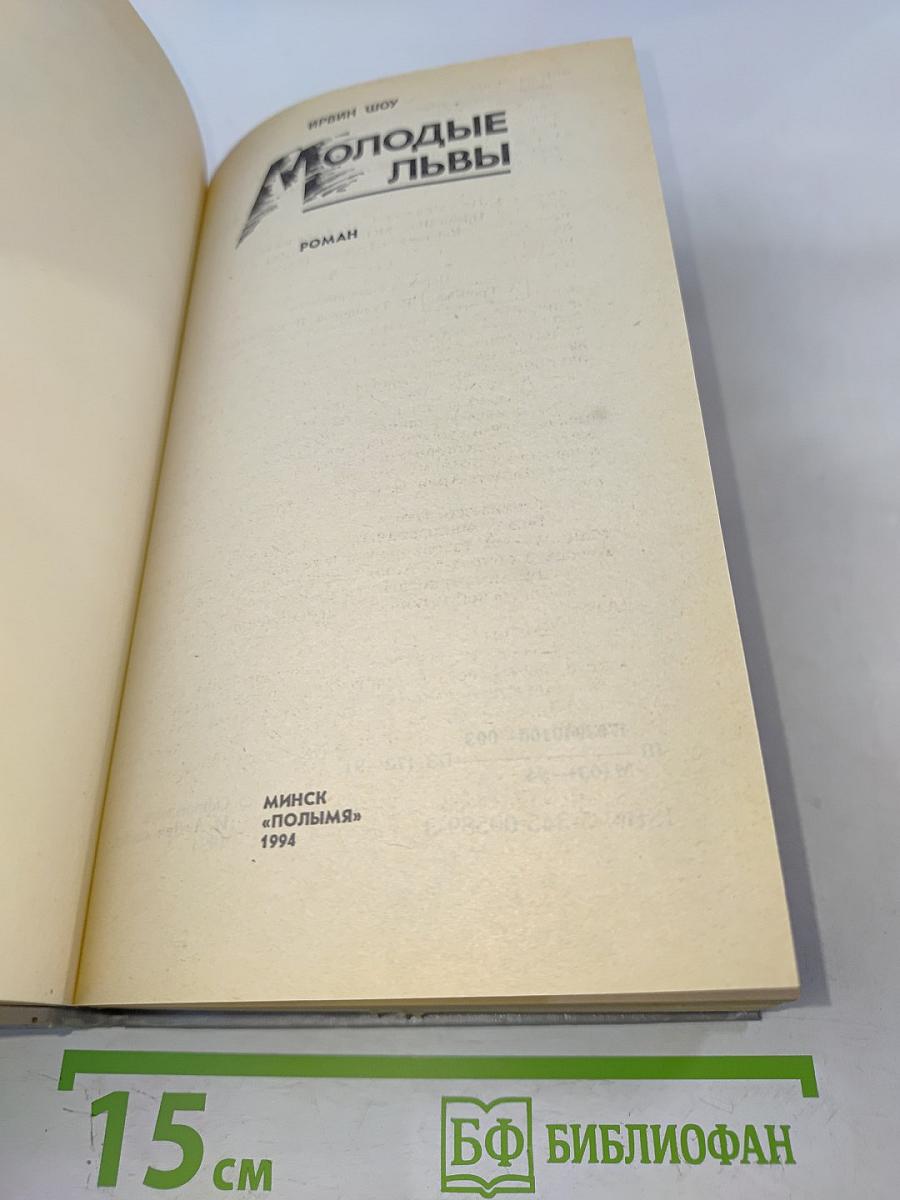 ИРВИН ШОУ
МОЛОДЫЕ
ЛЬВЫ
РОМАН
МИНСК
«ПОЛЫМЯ»
1994
15 см
БФ БИБЛИОФАН